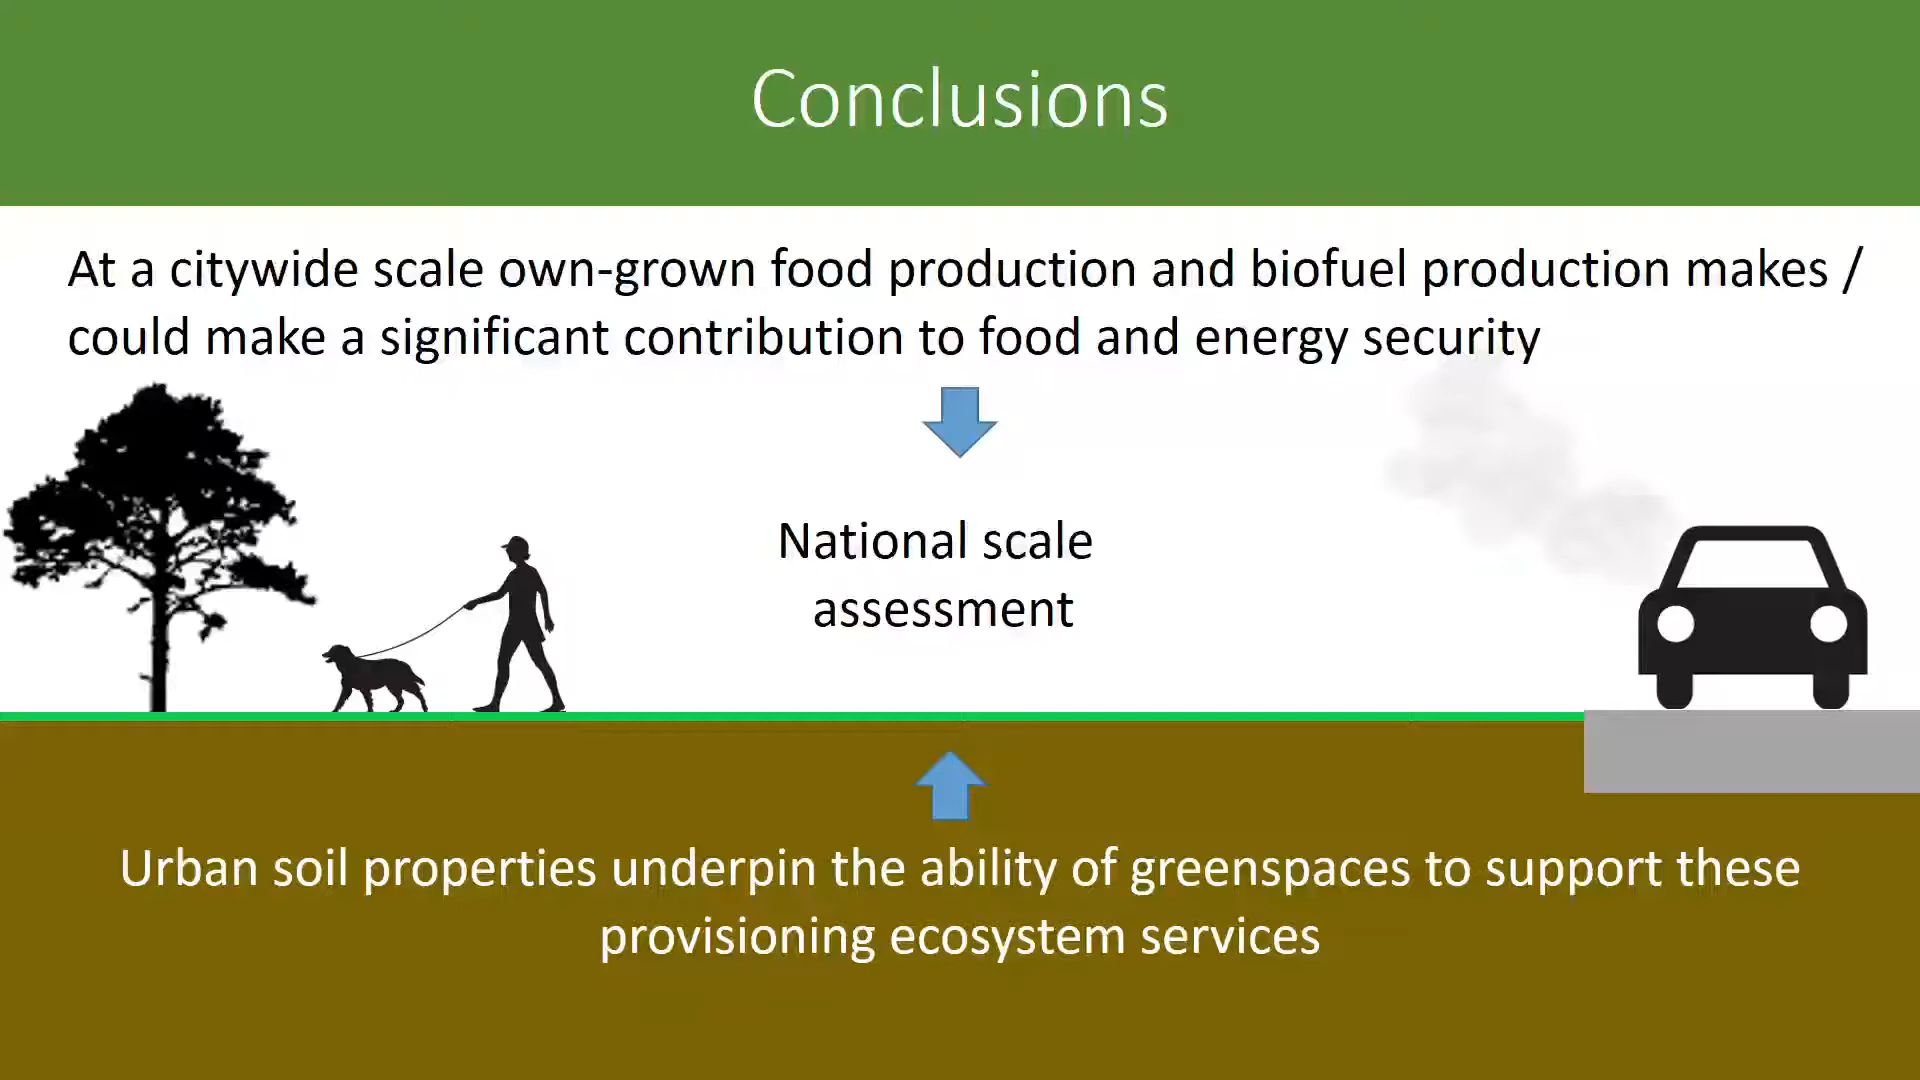 Conclusions
At a citywide scale own-grown food production and biofuel production makes /
could make a significant contribution to food and energy security
National scale
assessment
Urban soil properties underpin the ability of greenspaces to support these
provisioning ecosystem services